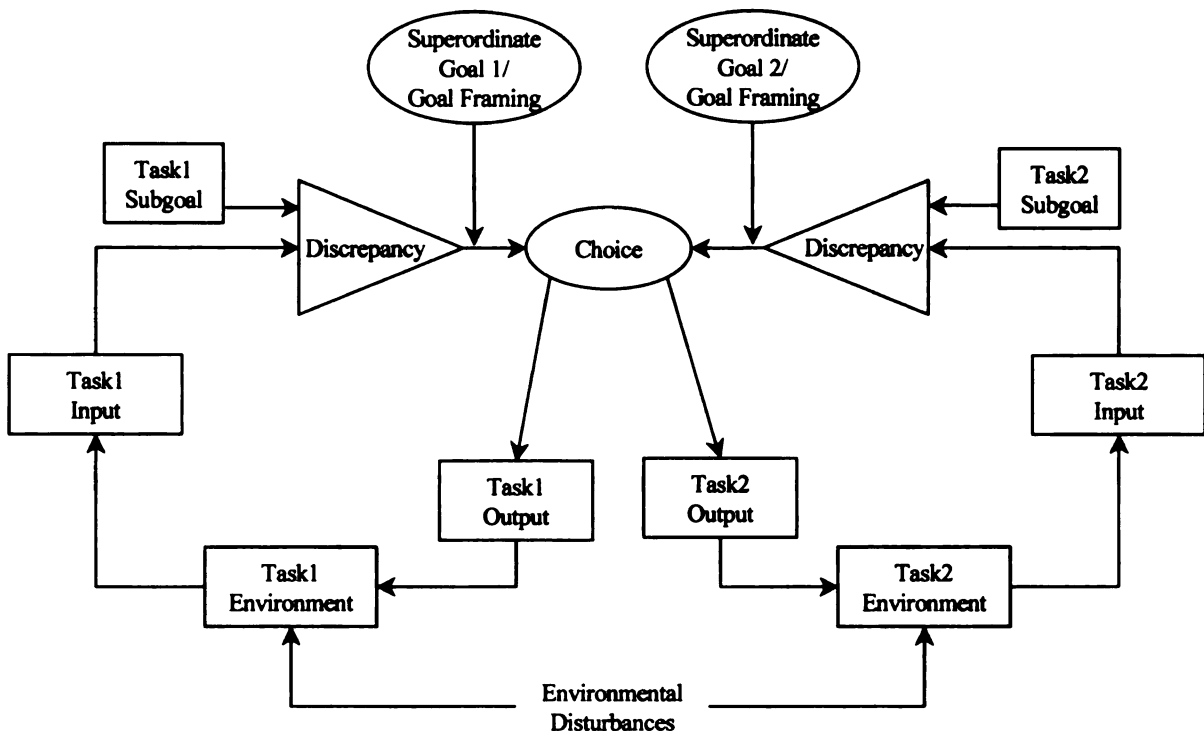 Superordinate
Goal 1/
Goal Framing
Superordinate
Goal 2/
Goal Framing
Task1
Subgoal
Task2
Subgoal
Discrepancy
Choice
Discrepancy
Task1
Input
Task2
Input
Task1
Output
Task2
Output
Task1
Environment
Task2
Environment
Environmental
Disturbances